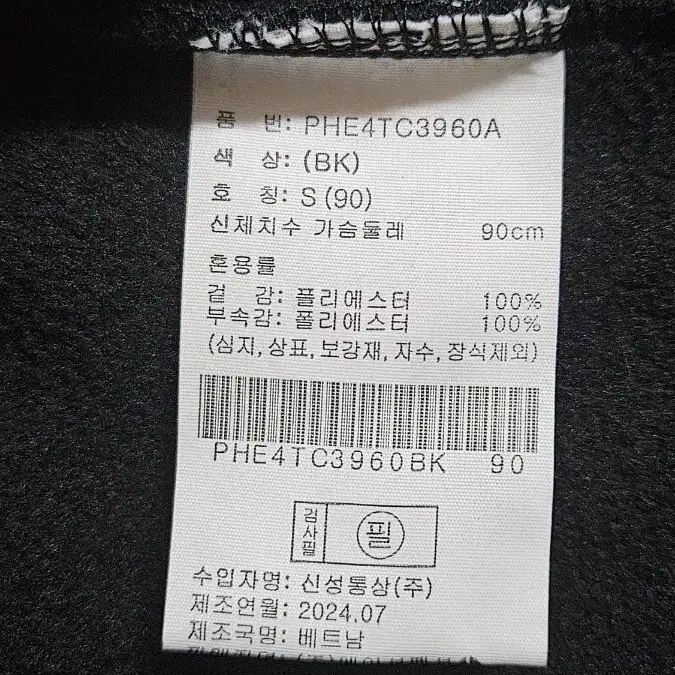 품 번: PHE4TC3960A
색 상: (BK)
호 칭: S (90)
신체치수 가슴둘레 90cm
혼용률
겉 감: 폴리에스터 100%
부속감: 폴리에스터 100%
(심지, 상표, 보강재, 자수, 장식제외)
PHE4TC3960BK 90
검사필 필
수입자명: 신성통상(주)
제조연월: 2024.07
제조국명: 베트남